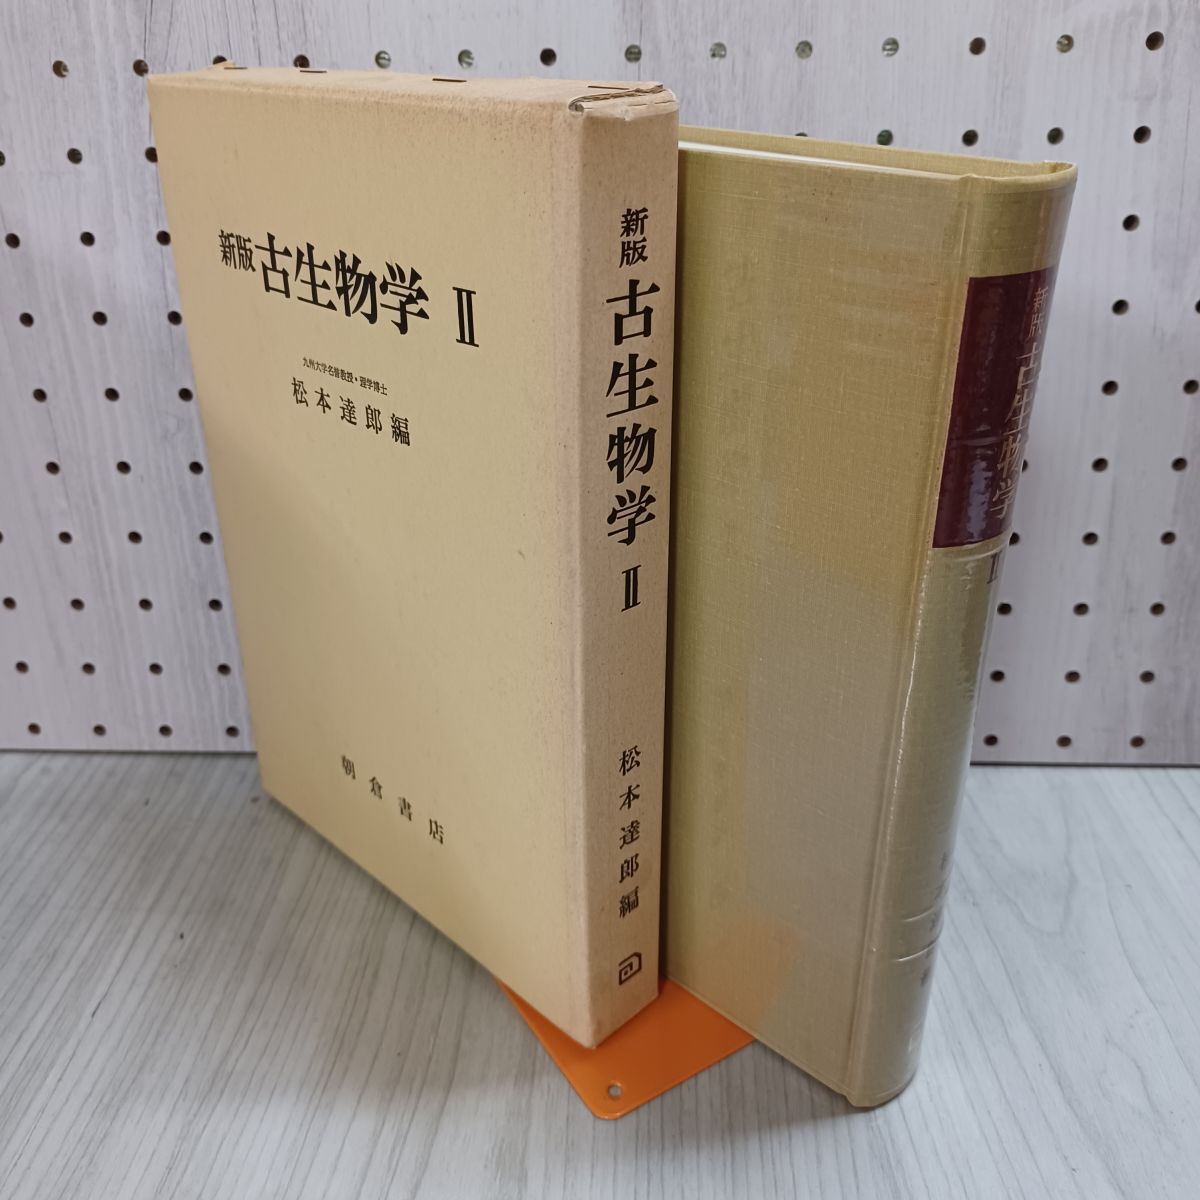 新版 古生物学 Ⅱ
九州大学名誉教授・理学博士
松本達郎編
朝倉書店
新版
古生物学 Ⅱ
松本達郎編
新版
古生物学
Ⅱ